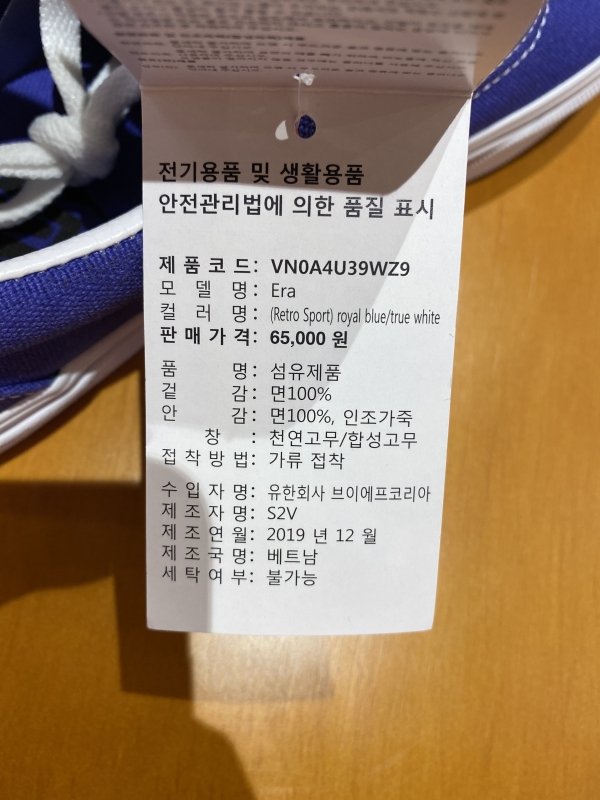 전기용품 및 생활용품
안전관리법에 의한 품질 표시
제 품 코 드: VN0A4U39WZ9
모 델 명: Era
컬 러 명: (Retro Sport) royal blue/true white
판 매 가 격: 65,000 원
품 명: 섬유제품
겉 감: 면100%
안 감: 면100%, 인조가죽
창 : 천연고무/합성고무
접 착 방 법: 가류 접착
수 입 자 명: 유한회사 브이에프코리아
제 조 자 명: S2V
제 조 연 월: 2019 년 12 월
제 조 국 명: 베트남
세 탁 여 부: 불가능